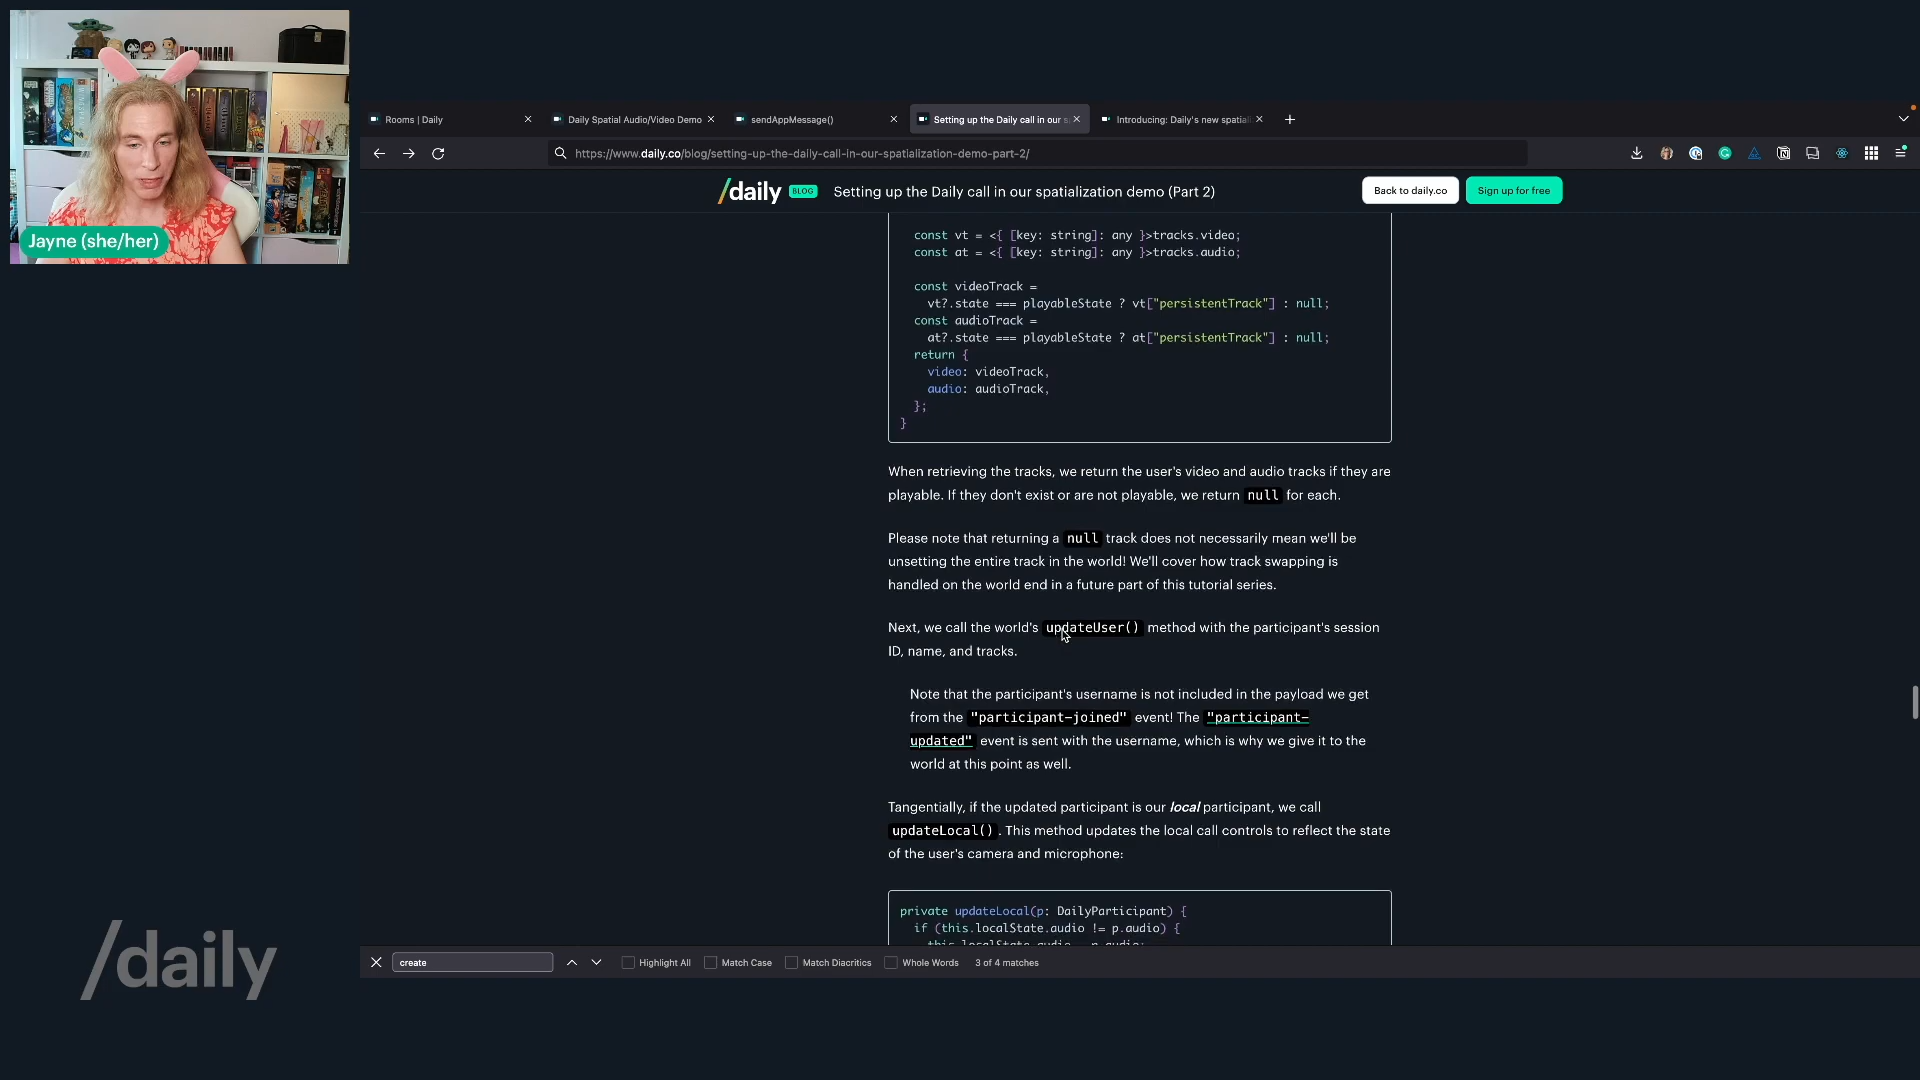 Jayne (she/her)
Rooms | Daily
Daily Spatial Audio/Video Demo
sendAppMessage()
Setting up the Daily call in our s
Introducing: Daily's new spatial
https://www.daily.co/blog/setting-up-the-daily-call-in-our-spatialization-demo-part-2/
/daily BLOG Setting up the Daily call in our spatialization demo (Part 2) Back to daily.co Sign up for free
const vt = <{ [key: string]: any }>tracks.video;
const at = <{ [key: string]: any }>tracks.audio;
const videoTrack =
vt?.state === playableState ? vt["persistentTrack"] : null;
const audioTrack =
at?.state === playableState ? at["persistentTrack"] : null;
return {
video: videoTrack,
audio: audioTrack,
};
}
When retrieving the tracks, we return the user's video and audio tracks if they are
playable. If they don't exist or are not playable, we return null for each.
Please note that returning a null track does not necessarily mean we'll be
unsetting the entire track in the world! We'll cover how track swapping is
handled on the world end in a future part of this tutorial series.
Next, we call the world's updateUser() method with the participant's session
ID, name, and tracks.
Note that the participant's username is not included in the payload we get
from the "participant-joined" event! The "participant-
updated" event is sent with the username, which is why we give it to the
world at this point as well.
Tangentially, if the updated participant is our local participant, we call
updateLocal(). This method updates the local call controls to reflect the state
of the user's camera and microphone:
private updateLocal(p: DailyParticipant) {
if (this.localState.audio != p.audio) {
this.localState.audio = p.audio;
create Highlight All Match Case Match Diacritics Whole Words 3 of 4 matches
/daily